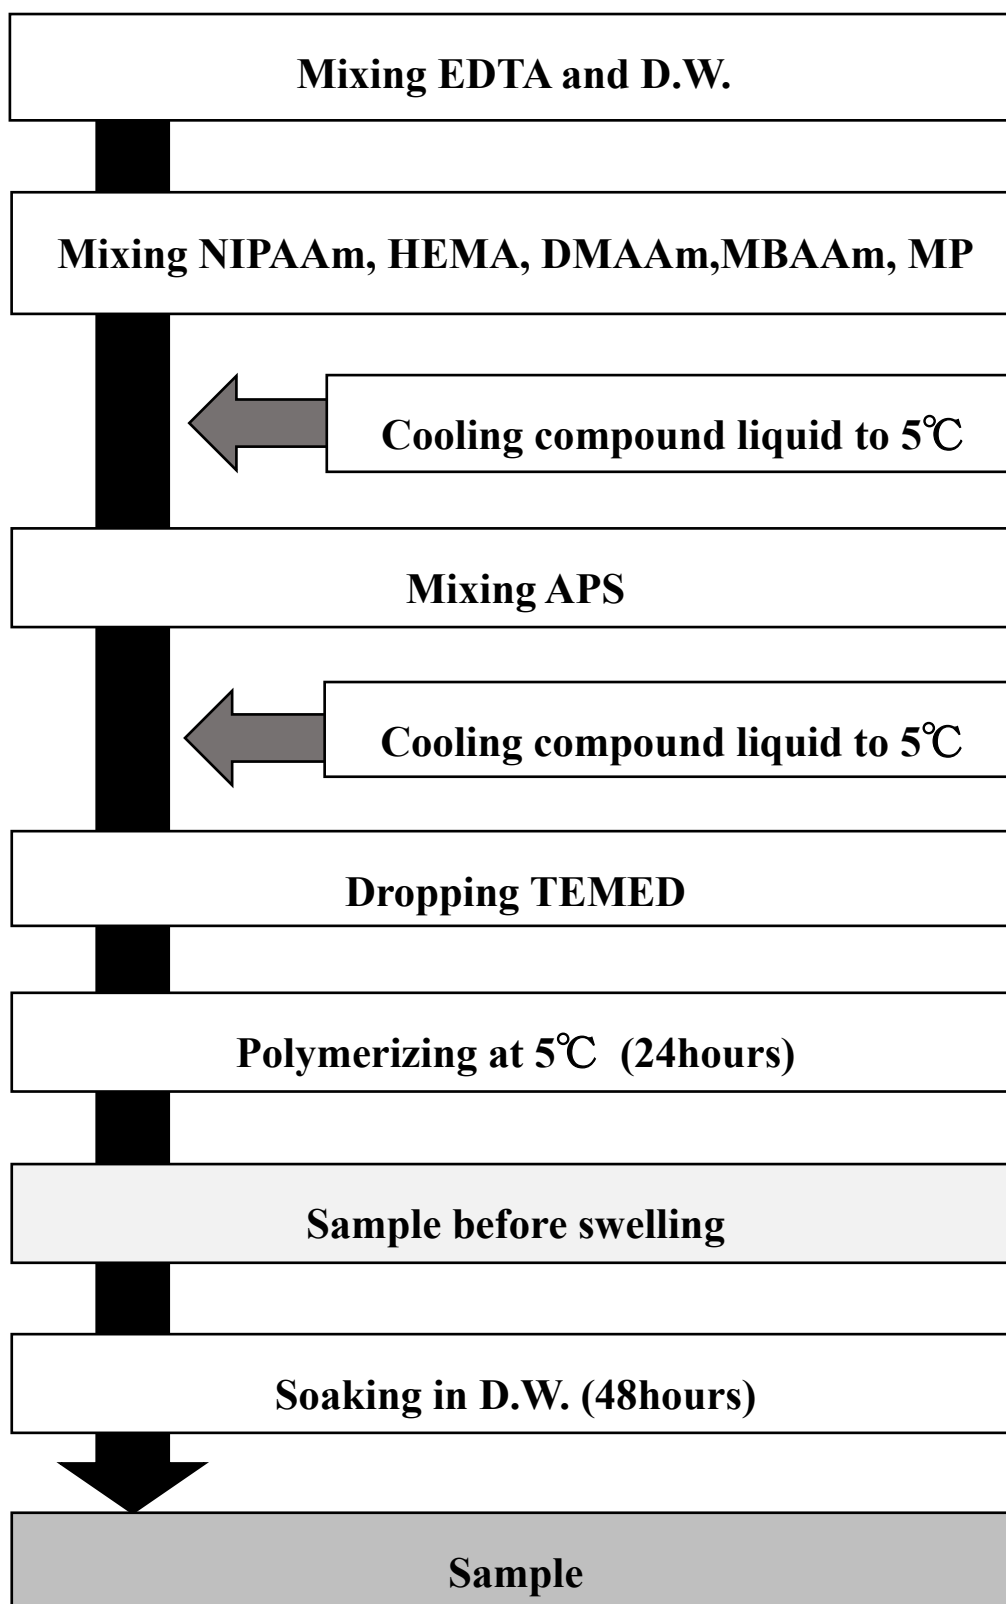 Mixing EDTA and D.W.
Mixing NIPAAm, HEMA, DMAAm,MBAAm, MP
Cooling compound liquid to 5℃
Mixing APS
Cooling compound liquid to 5℃
Dropping TEMED
Polymerizing at 5℃ (24hours)
Sample before swelling
Soaking in D.W. (48hours)
Sample